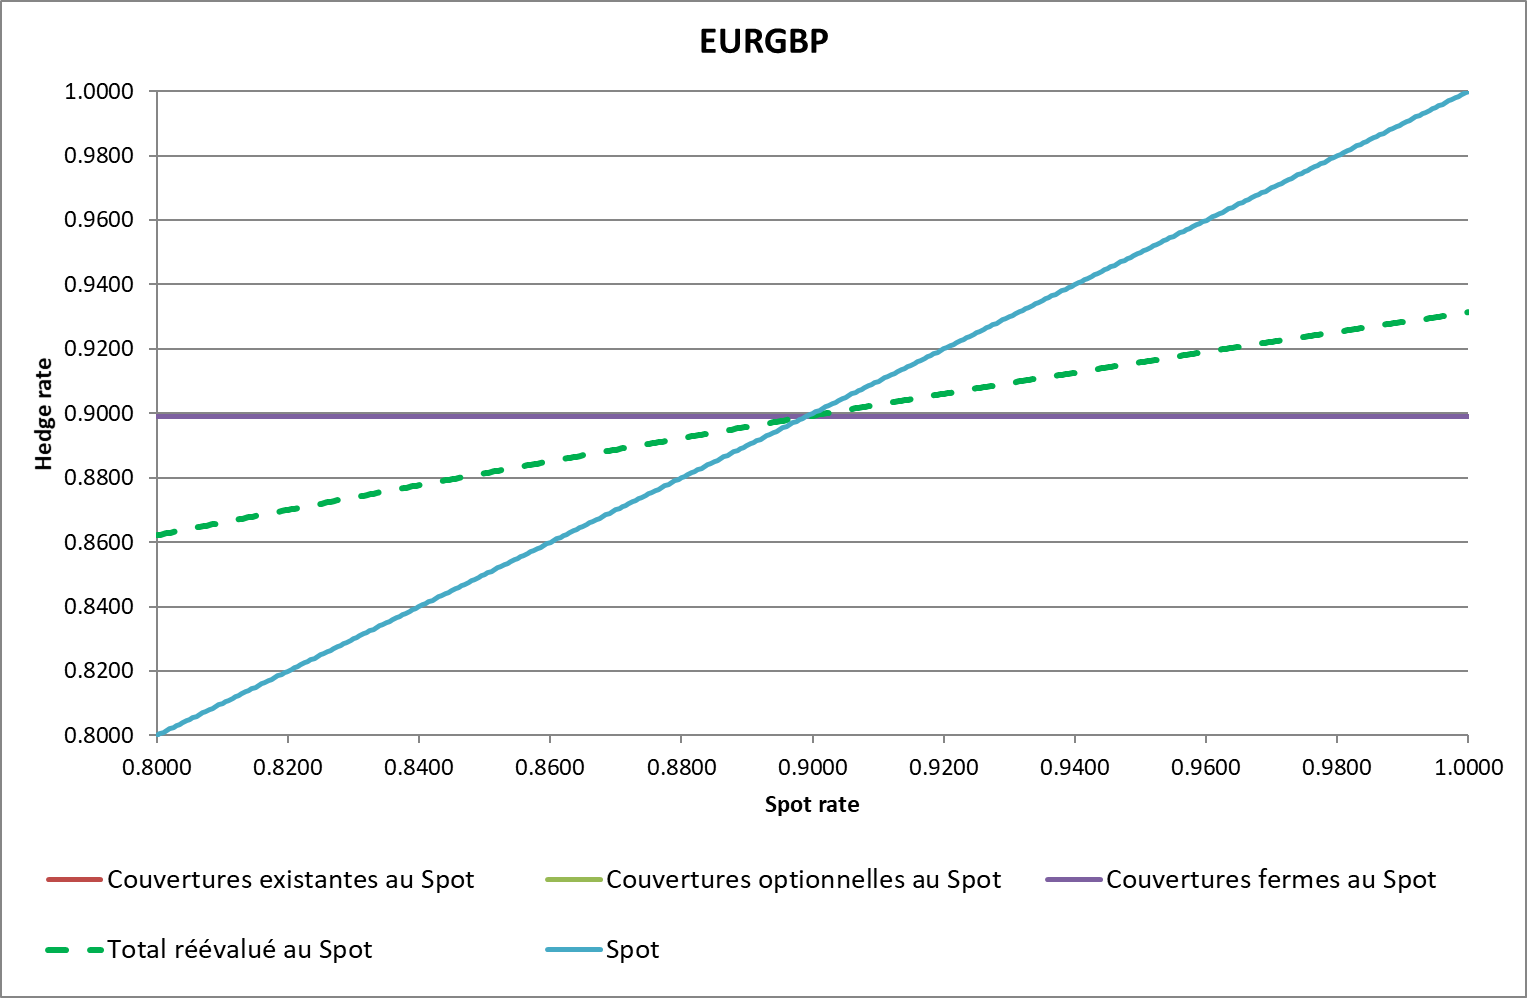 EURGBP
1.0000
0.9800
0.9600
0.9400
0.9200
0.9000
0.8800
0.8600
0.8400
0.8200
0.8000
Hedge rate
0.8000 0.8200 0.8400 0.8600 0.8800 0.9000 0.9200 0.9400 0.9600 0.9800 1.0000
Spot rate
Couvertures existantes au Spot Couvertures optionnelles au Spot Couvertures fermes au Spot
Total réévalué au Spot Spot